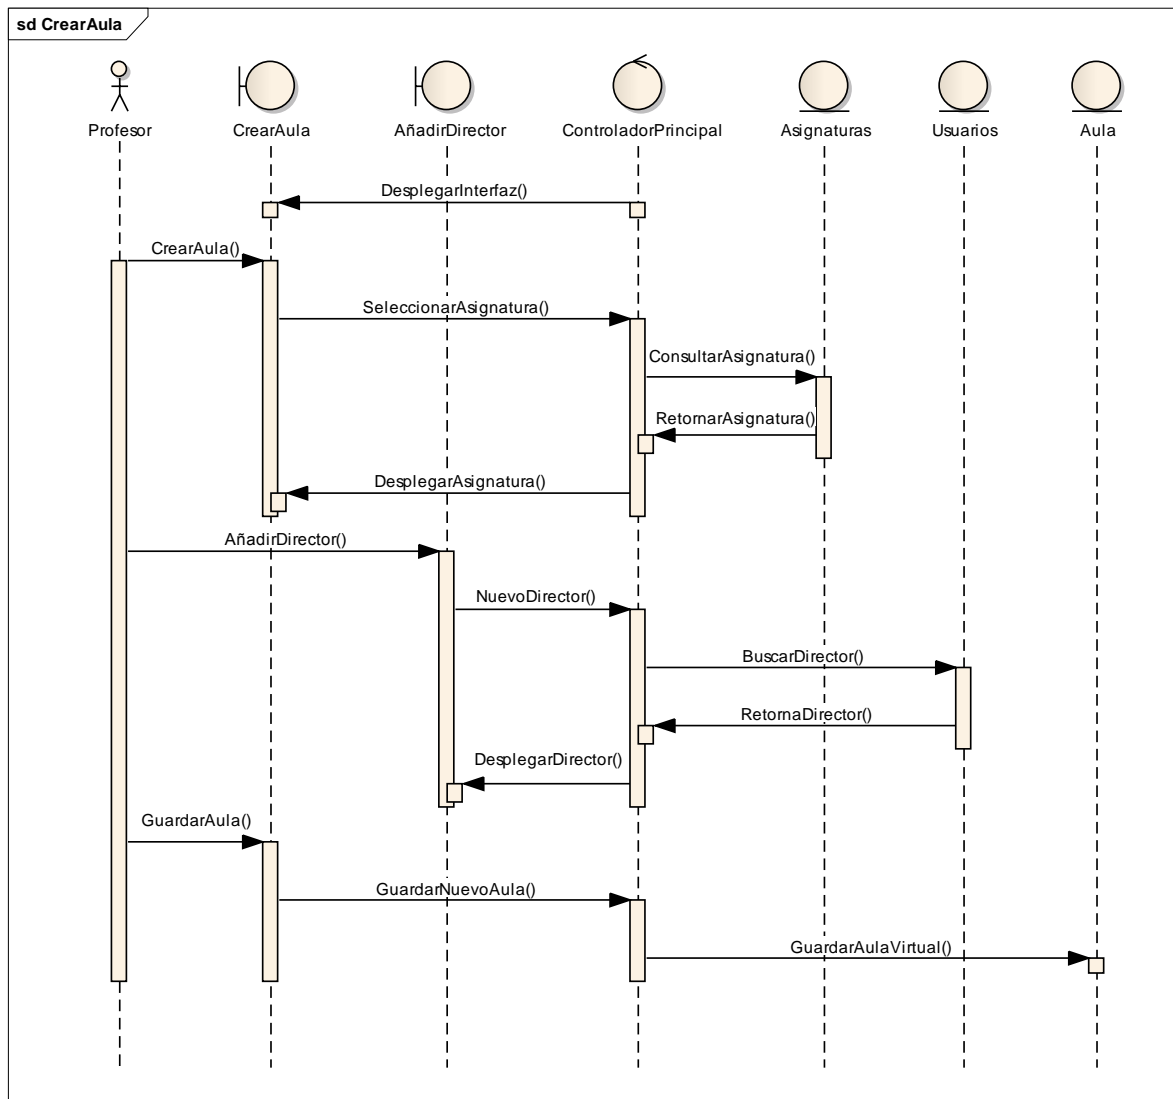 sd CrearAula
Profesor
CrearAula
AñadirDirector
ControladorPrincipal
Asignaturas
Usuarios
Aula
DesplegarInterfaz()
CrearAula()
SeleccionarAsignatura()
ConsultarAsignatura()
RetornarAsignatura()
DesplegarAsignatura()
AñadirDirector()
NuevoDirector()
BuscarDirector()
RetornaDirector()
DesplegarDirector()
GuardarAula()
GuardarNuevoAula()
GuardarAulaVirtual()